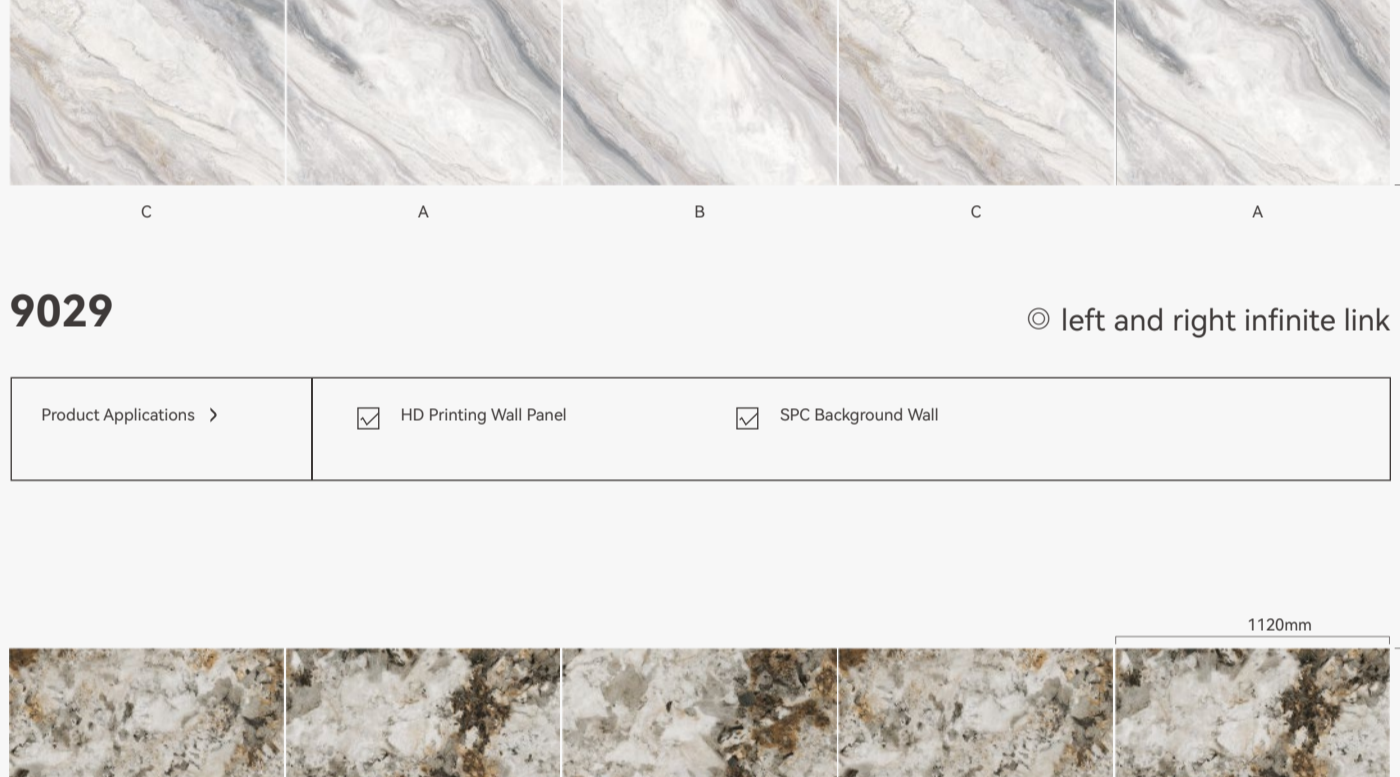 C A B C A
9029
left and right infinite link
Product Applications HD Printing Wall Panel SPC Background Wall
1120mm